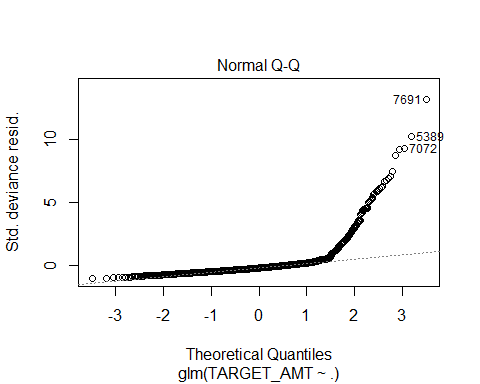 Normal Q-Q
Std. deviance resid.
10
5
0
7691
5389
7072
-3 -2 -1 0 1 2 3
Theoretical Quantiles
glm(TARGET_AMT ~ .)